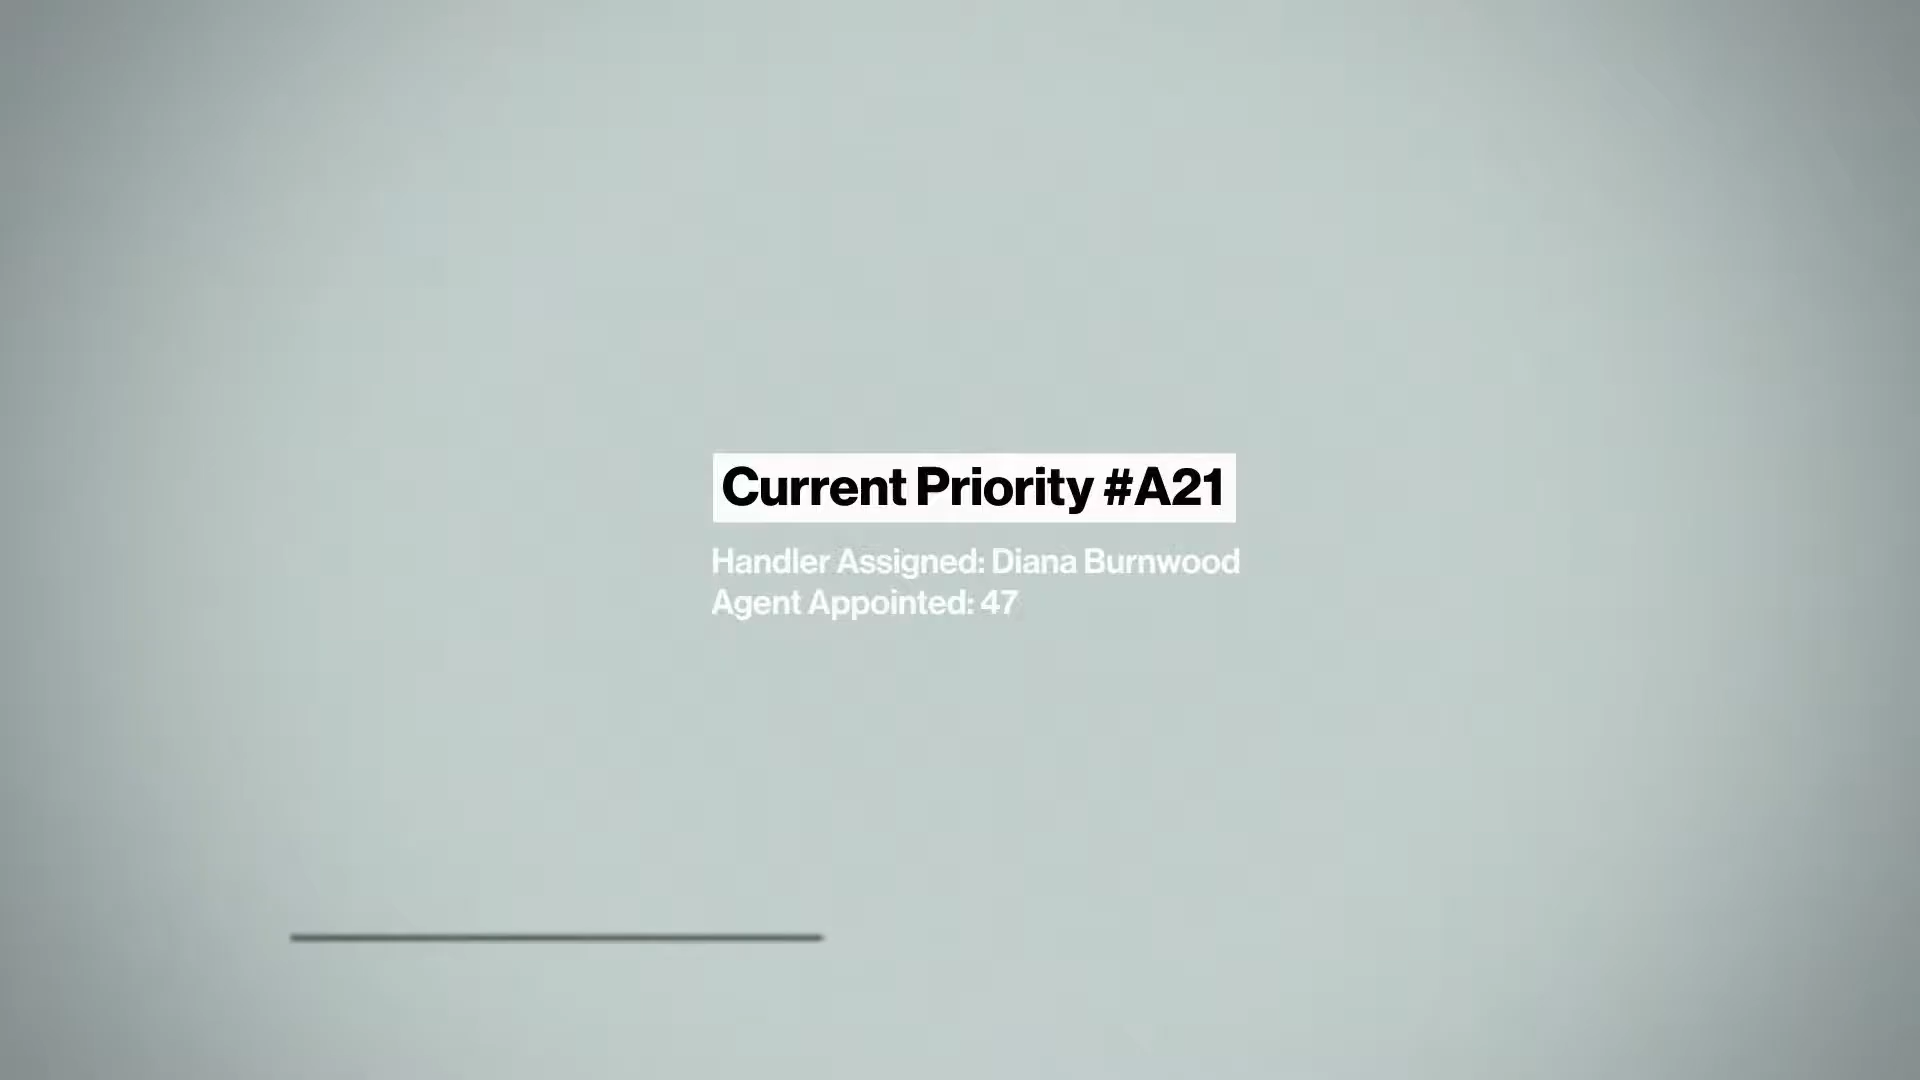 Current Priority #A21
Handler Assigned: Diana Burnwood
Agent Appointed: 47